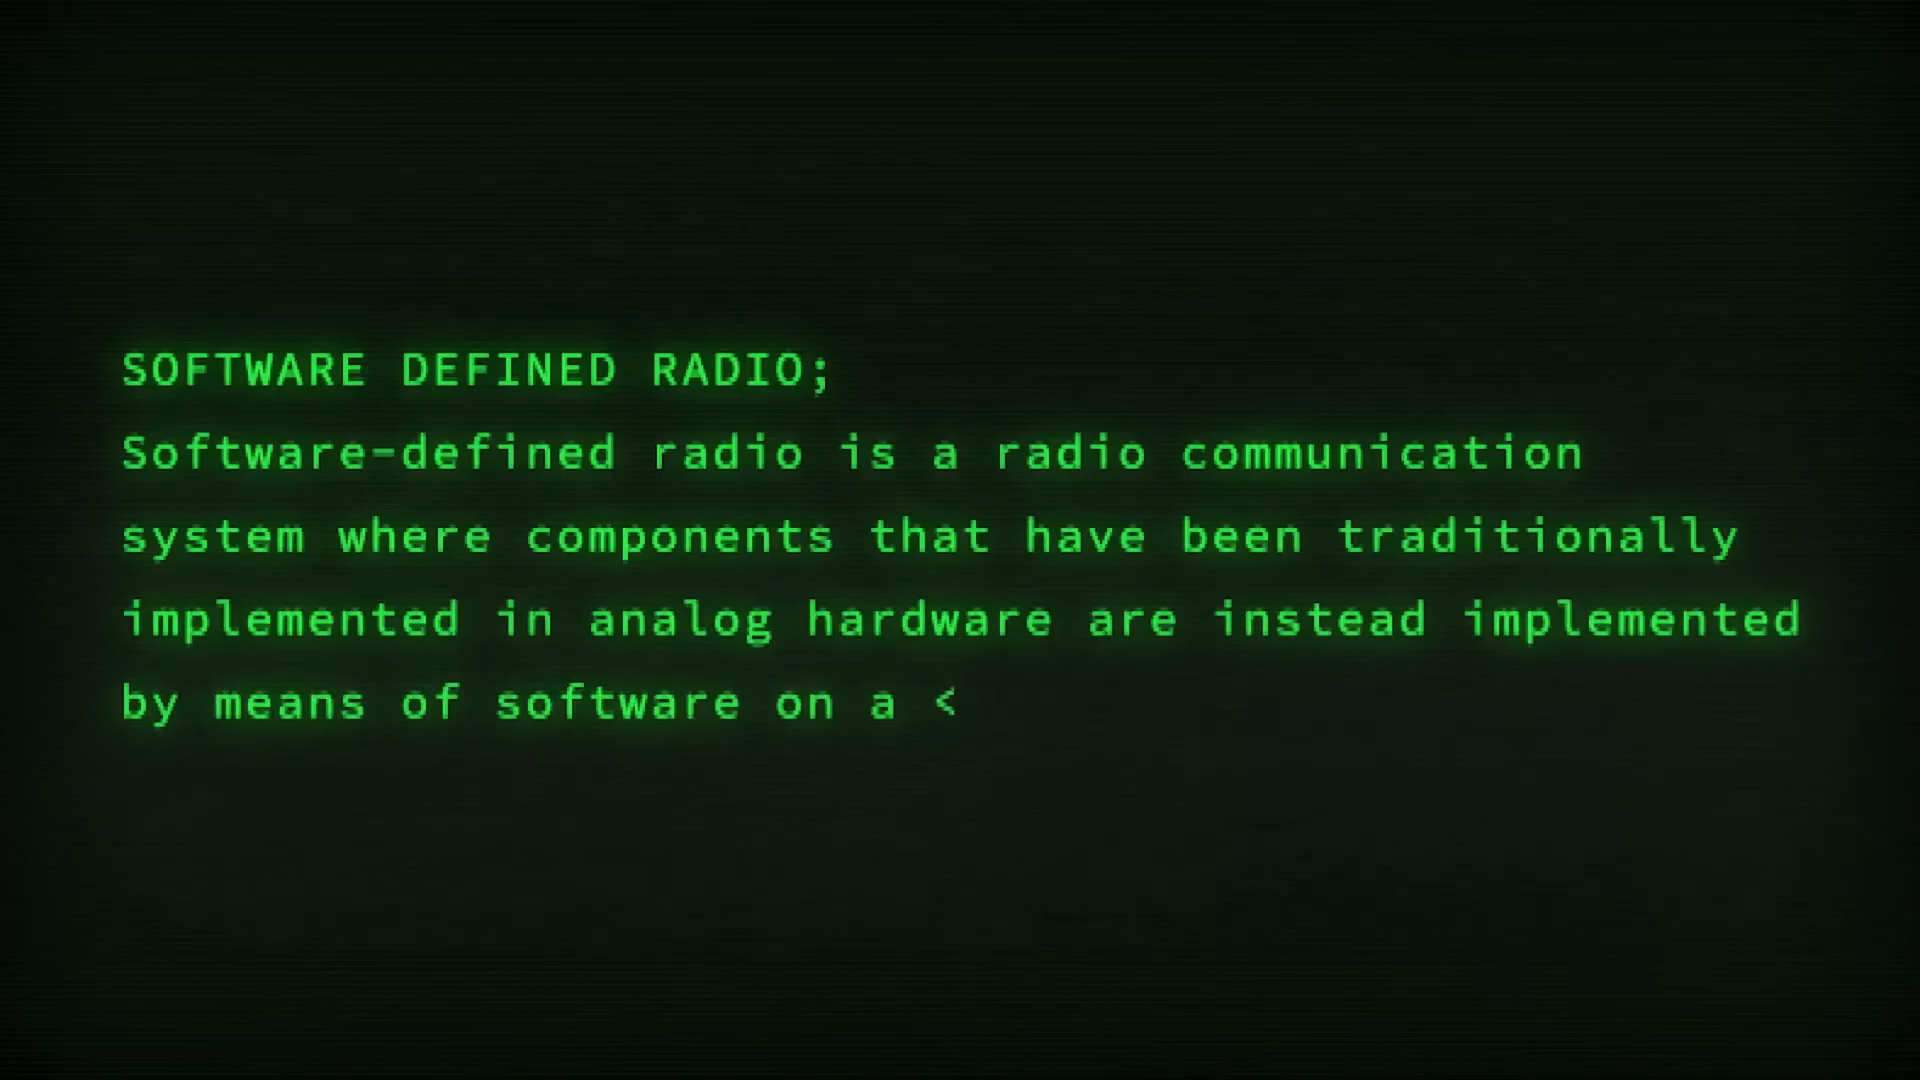 SOFTWARE DEFINED RADIO;
Software-defined radio is a radio communication
system where components that have been traditionally
implemented in analog hardware are instead implemented
by means of software on a <